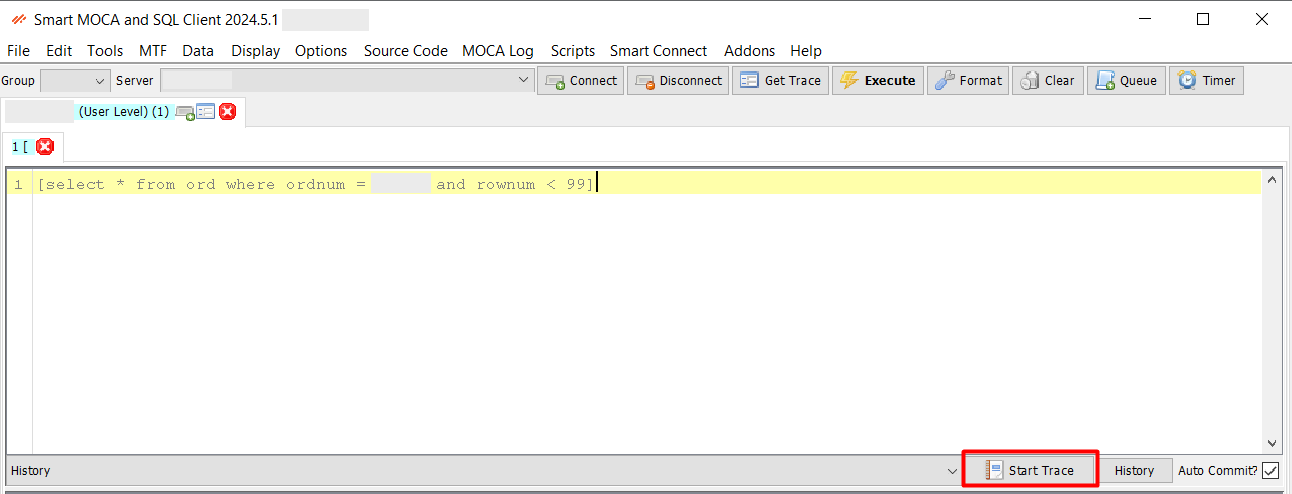 Smart MOCA and SQL Client 2024.5.1
File Edit Tools MTF Data Display Options Source Code MOCA Log Scripts Smart Connect Addons Help
Group Server Connect Disconnect Get Trace Execute Format Clear Queue Timer
(User Level) (1)
1 [
1 [select * from ord where ordnum = and rownum < 99]
History Start Trace History Auto Commit?